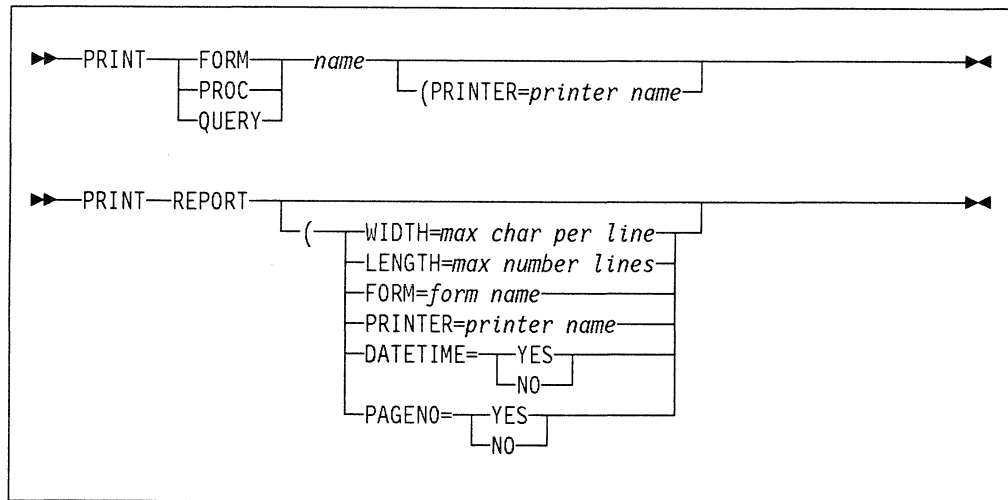 PRINT FORM name
PROC (PRINTER=printer name
QUERY
PRINT REPORT
( WIDTH=max char per line
LENGTH=max number lines
FORM=form name
PRINTER=printer name
DATETIME= YES
NO
PAGENO= YES
NO